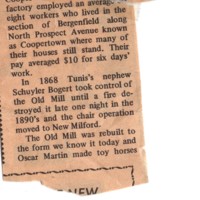 factory employed an average
eight workers who lived in the
section of Bergenfield along
North Prospect Avenue known
as Coopertown where many of
their houses still stand. Their
pay averaged $10 for six days'
work.
In 1868 Tunis's nephew
Schuyler Bogert took control of
the Old Mill until a fire de-
stroyed it late one night in the
1890's and the chair operation
moved to New Milford.
The Old Mill was rebuilt to
the form we know it today and
Oscar Martin made toy horses
NEW